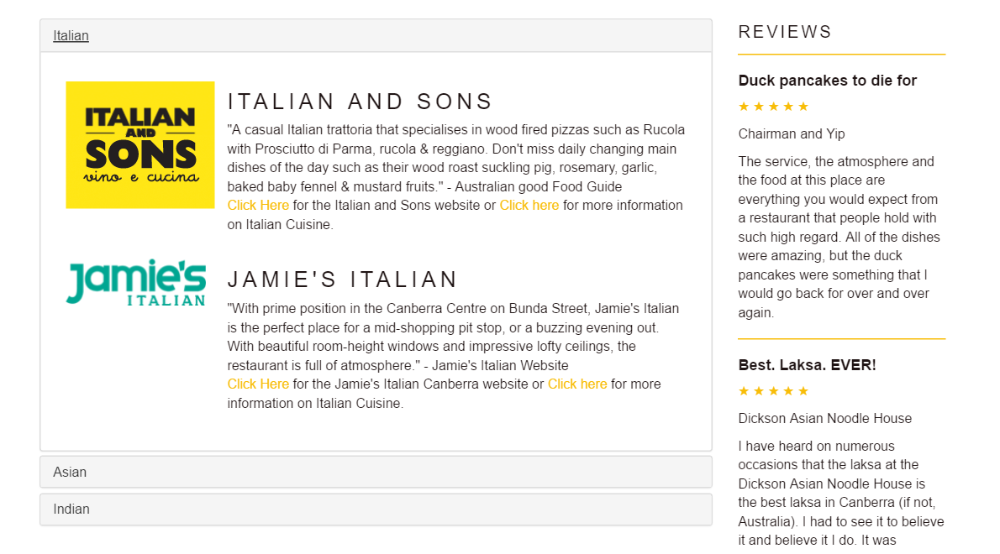 Italian
ITALIAN
AND
SONS
vino e cucina
ITALIAN AND SONS
"A casual Italian trattoria that specialises in wood fired pizzas such as Rucola
with Prosciutto di Parma, rucola & reggiano. Don't miss daily changing main
dishes of the day such as their wood roast suckling pig, rosemary, garlic,
baked baby fennel & mustard fruits." - Australian good Food Guide
Click Here for the Italian and Sons website or Click here for more information
on Italian Cuisine.
Jamie's
ITALIAN
JAMIE'S ITALIAN
"With prime position in the Canberra Centre on Bunda Street, Jamie's Italian
is the perfect place for a mid-shopping pit stop, or a buzzing evening out.
With beautiful room-height windows and impressive lofty ceilings, the
restaurant is full of atmosphere." - Jamie's Italian Website
Click Here for the Jamie's Italian Canberra website or Click here for more
information on Italian Cuisine.
Asian
Indian
REVIEWS
Duck pancakes to die for
★ ★ ★ ★ ★
Chairman and Yip
The service, the atmosphere and
the food at this place are
everything you would expect from
a restaurant that people hold with
such high regard. All of the dishes
were amazing, but the duck
pancakes were something that I
would go back for over and over
again.
Best. Laksa. EVER!
★ ★ ★ ★ ★
Dickson Asian Noodle House
I have heard on numerous
occasions that the laksa at the
Dickson Asian Noodle House is
the best laksa in Canberra (if not,
Australia). I had to see it to believe
it and believe it I do. It was